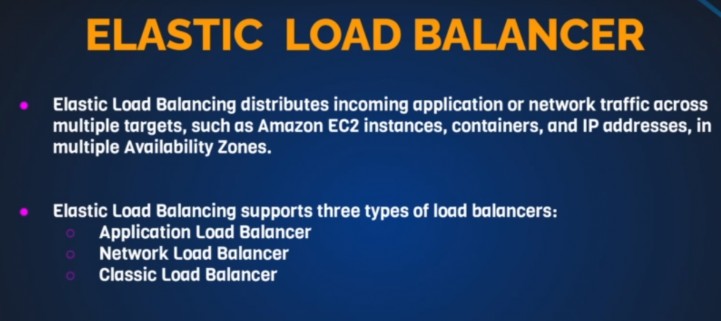 ELASTIC LOAD BALANCER
Elastic Load Balancing distributes incoming application or network traffic across
multiple targets, such as Amazon EC2 instances, containers, and IP addresses, in
multiple Availability Zones.
Elastic Load Balancing supports three types of load balancers:
Application Load Balancer
Network Load Balancer
Classic Load Balancer